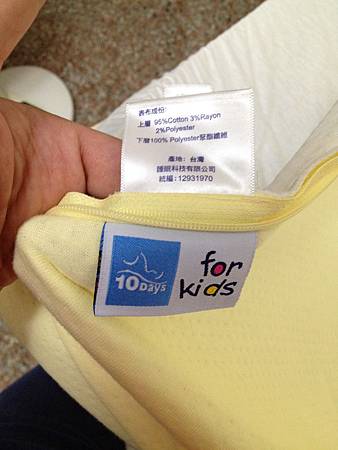 表布成份:
上層 95%Cotton 3%Rayon
2%Polyester
下層100% Polyester聚酯纖維
產地: 台灣
睡眠科技有限公司
統編:12931970
10Days
for
kids